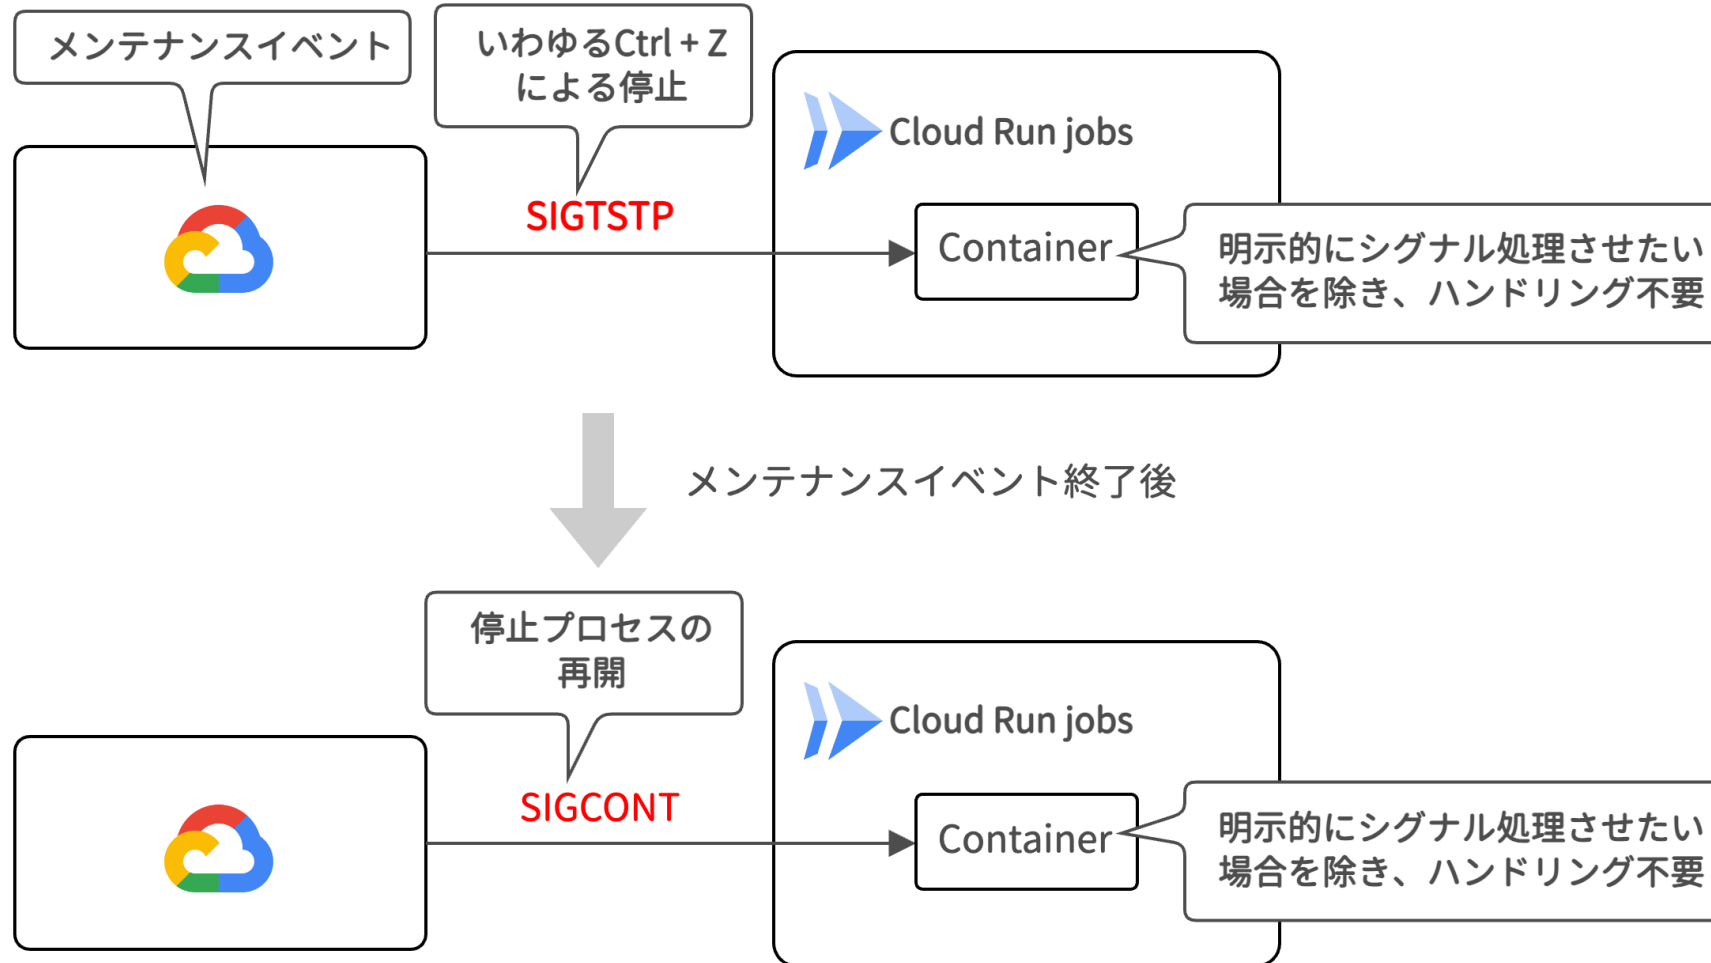 メンテナンスイベント
いわゆるCtrl + Z
による停止
Cloud Run jobs
SIGTSTP
Container
明示的にシグナル処理させたい
場合を除き、ハンドリング不要
メンテナンスイベント終了後
停止プロセスの
再開
Cloud Run jobs
SIGCONT
Container
明示的にシグナル処理させたい
場合を除き、ハンドリング不要